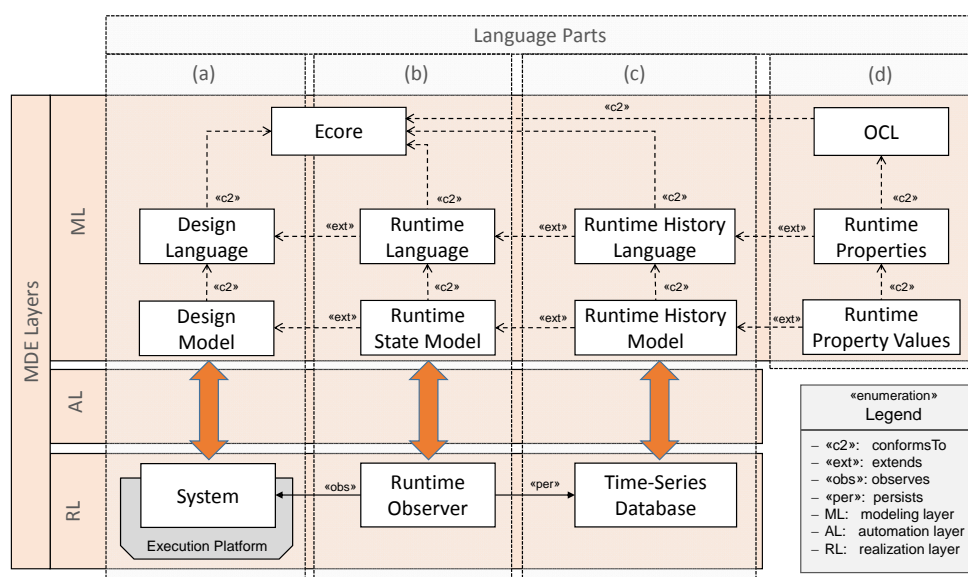 Language Parts
(a)
(b)
(c)
(d)
MDE Layers
ML
AL
RL
«c2»
Ecore
OCL
«c2»
«c2»
«c2»
«c2»
Design
Language
«ext»
Runtime
Language
«ext»
Runtime History
Language
«ext»
Runtime
Properties
«c2»
«c2»
«c2»
«c2»
Design
Model
«ext»
Runtime
State Model
«ext»
Runtime History
Model
«ext»
Runtime
Property Values
System
«obs»
Runtime
Observer
«per»
Time-Series
Database
Execution Platform
«enumeration»
Legend
– «c2»: conformsTo
– «ext»: extends
– «obs»: observes
– «per»: persists
– ML: modeling layer
– AL: automation layer
– RL: realization layer